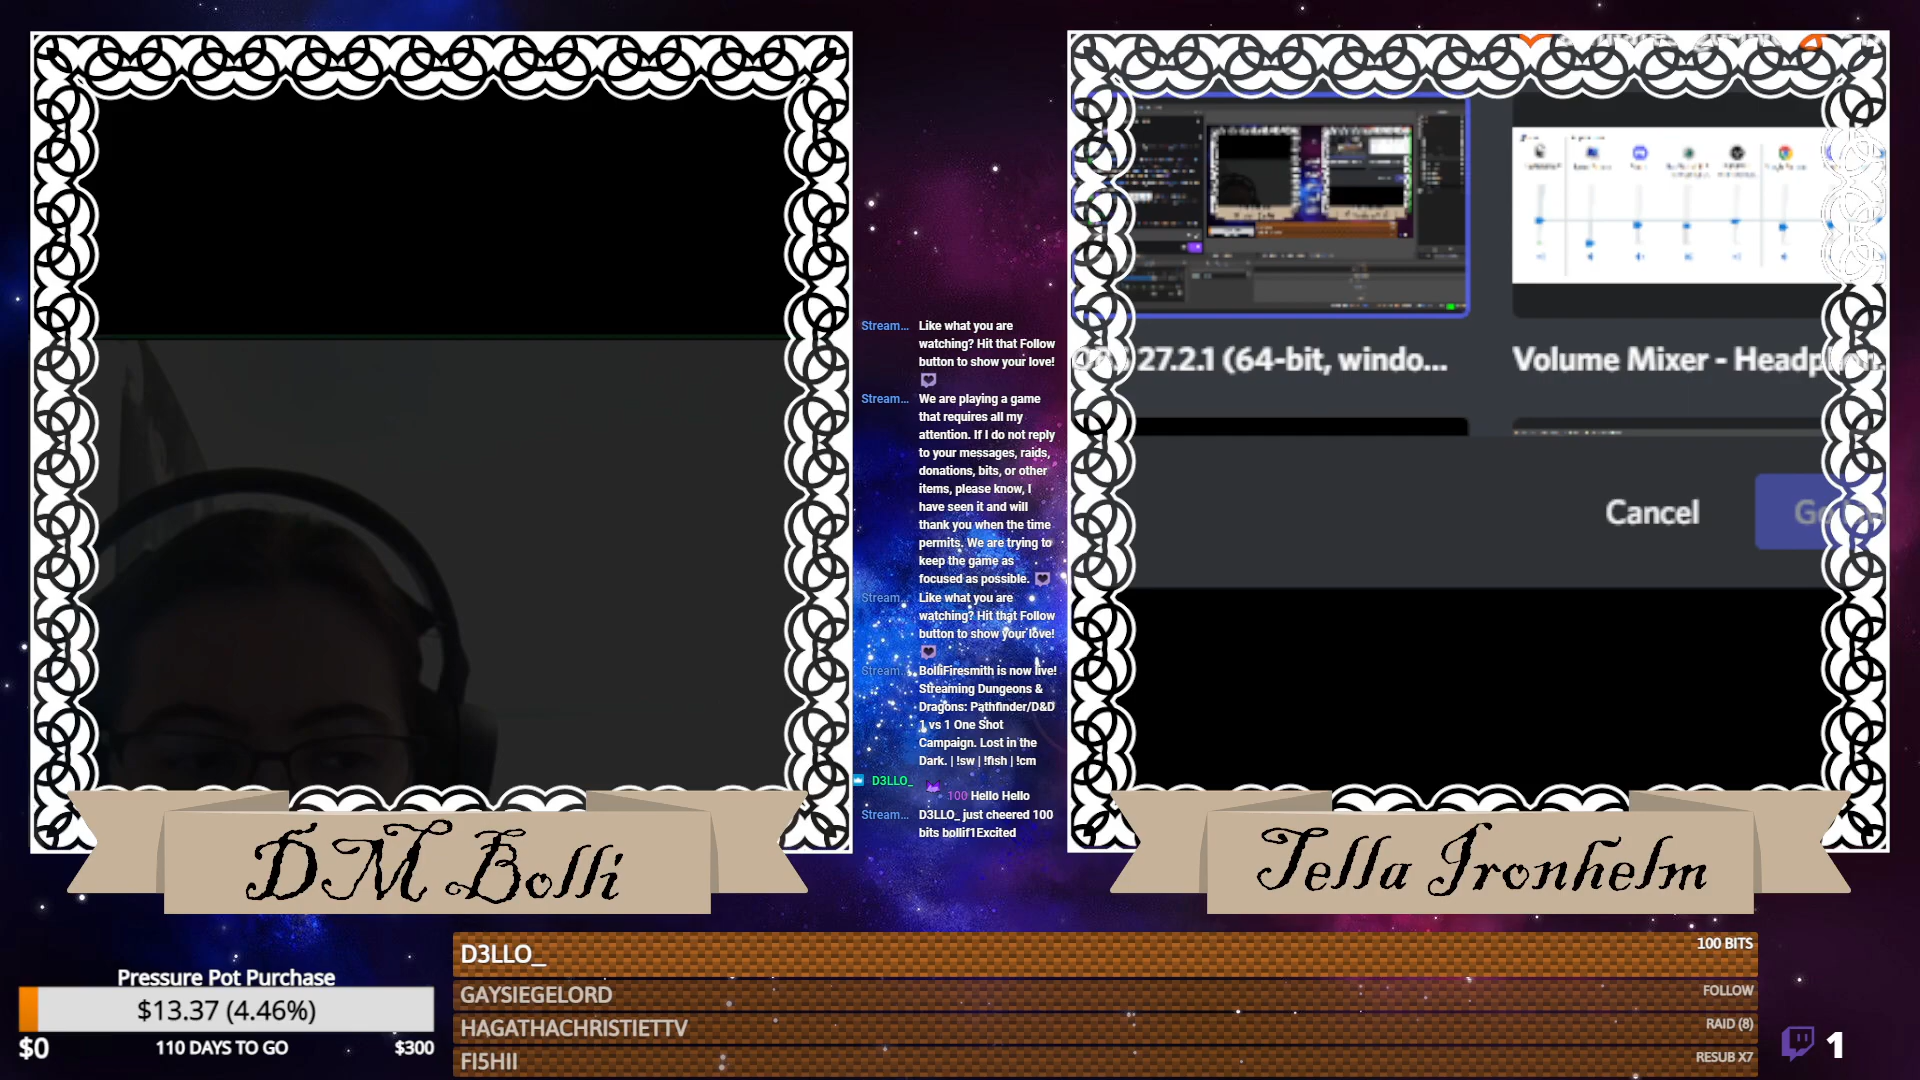 27.2.1 (64-bit, windo...
Volume Mixer - Headphon...
Cancel
Stream... Like what you are
watching? Hit that Follow
button to show your love!
Stream... We are playing a game
that requires all my
attention. If I do not reply
to your messages, raids,
donations, bits, or other
items, please know, I
have seen it and will
thank you when the time
permits. We are trying to
keep the game as
focused as possible.
Stream... Like what you are
watching? Hit that Follow
button to show your love!
Stream... BolliFiresmith is now live!
Streaming Dungeons &
Dragons: Pathfinder/D&D
1 vs 1 One Shot
Campaign. Lost in the
Dark. | !sw | !fish | !cm
D3LLO_
100 Hello Hello
Stream... D3LLO_ just cheered 100
bits bollif1Excited
DM Bolli
Tella Ironhelm
Pressure Pot Purchase
$13.37 (4.46%)
$0 110 DAYS TO GO $300
D3LLO_ 100 BITS
GAYSIEGELORD FOLLOW
HAGATHACHRISTIETTV RAID (8)
FI5HII RESUB X7
1